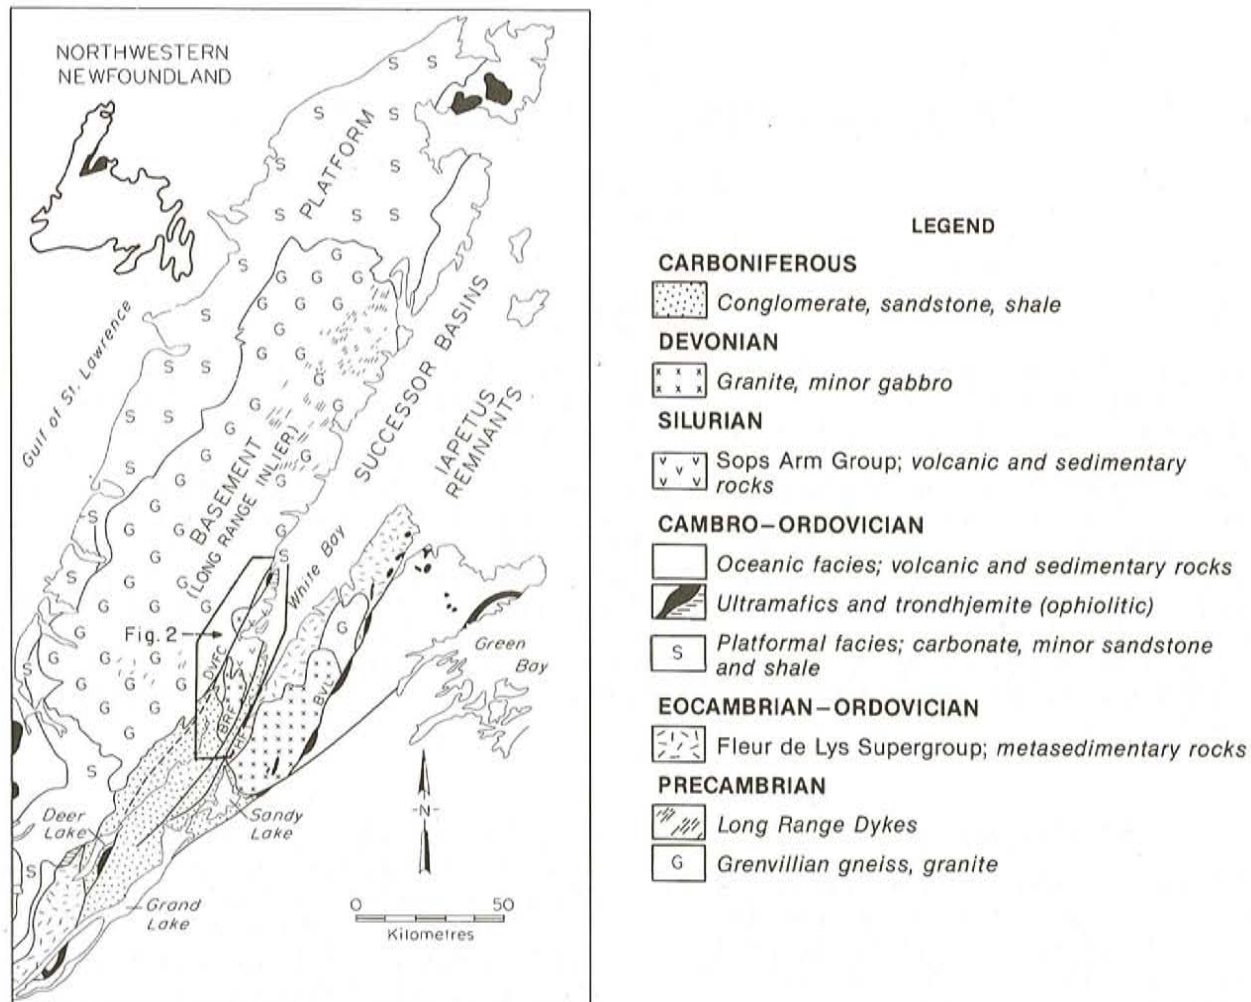 NORTHWESTERN
NEWFOUNDLAND
PLATFORM
Gulf of St. Lawrence
BASEMENT
(LONG RANGE INLIER)
SUCCESSOR BASINS
IAPETUS
REMNANTS
White Bay
Fig. 2
DVFC
BRF
BVL
Green
Bay
Deer
Lake
Sandy
Lake
Grand
Lake
N
0 50
Kilometres
LEGEND
CARBONIFEROUS
Conglomerate, sandstone, shale
DEVONIAN
Granite, minor gabbro
SILURIAN
Sops Arm Group; volcanic and sedimentary
rocks
CAMBRO-ORDOVICIAN
Oceanic facies; volcanic and sedimentary rocks
Ultramafics and trondhjemite (ophiolitic)
S Platformal facies; carbonate, minor sandstone
and shale
EOCAMBRIAN-ORDOVICIAN
Fleur de Lys Supergroup; metasedimentary rocks
PRECAMBRIAN
Long Range Dykes
G Grenvillian gneiss, granite